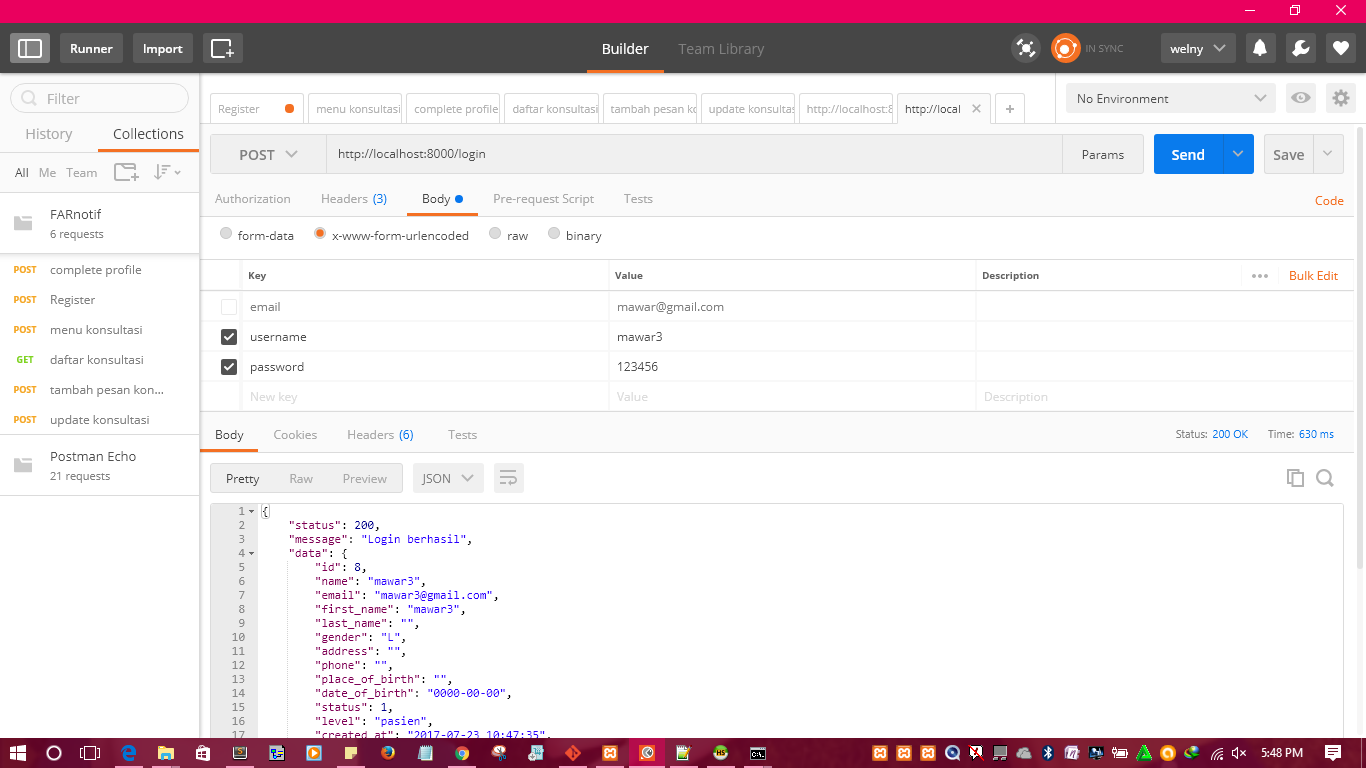 Runner Import Builder Team Library IN SYNC welny
Filter
History Collections
All Me Team
FARnotif
6 requests
POST complete profile
POST Register
POST menu konsultasi
GET daftar konsultasi
POST tambah pesan kon...
POST update konsultasi
Postman Echo
21 requests
Register menu konsultasi complete profile daftar konsultasi tambah pesan ko update konsultas http://localhost:8 http://local + No Environment
POST http://localhost:8000/login Params Send Save
Authorization Headers (3) Body Pre-request Script Tests Code
form-data x-www-form-urlencoded raw binary
Key Value Description Bulk Edit
email mawar@gmail.com
username mawar3
password 123456
New key Value Description
Body Cookies Headers (6) Tests Status: 200 OK Time: 630 ms
Pretty Raw Preview JSON
1 {
2 "status": 200,
3 "message": "Login berhasil",
4 "data": {
5 "id": 8,
6 "name": "mawar3",
7 "email": "mawar3@gmail.com",
8 "first_name": "mawar3",
9 "last_name": "",
10 "gender": "L",
11 "address": "",
12 "phone": "",
13 "place_of_birth": "",
14 "date_of_birth": "0000-00-00",
15 "status": 1,
16 "level": "pasien",
17 "created_at": "2017-07-23 10:47:35",
5:48 PM